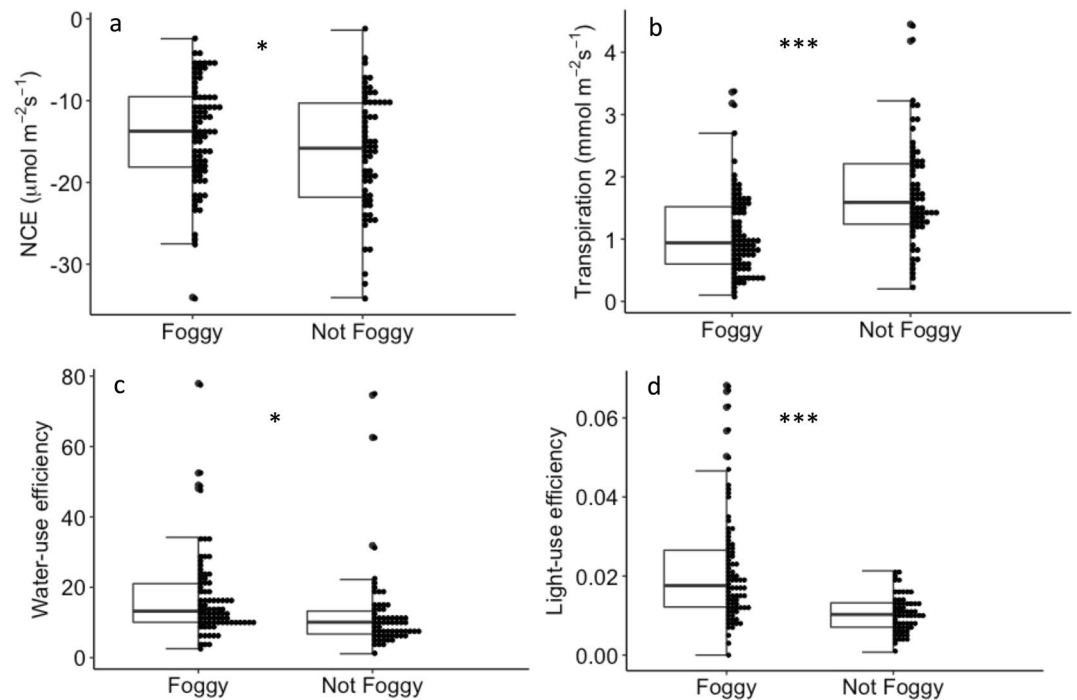 a
*
NCE (μmol m⁻²s⁻¹)
0
-10
-20
-30
Foggy
Not Foggy
b
***
Transpiration (mmol m⁻²s⁻¹)
4
3
2
1
0
Foggy
Not Foggy
c
*
Water-use efficiency
80
60
40
20
0
Foggy
Not Foggy
d
***
Light-use efficiency
0.06
0.04
0.02
0.00
Foggy
Not Foggy